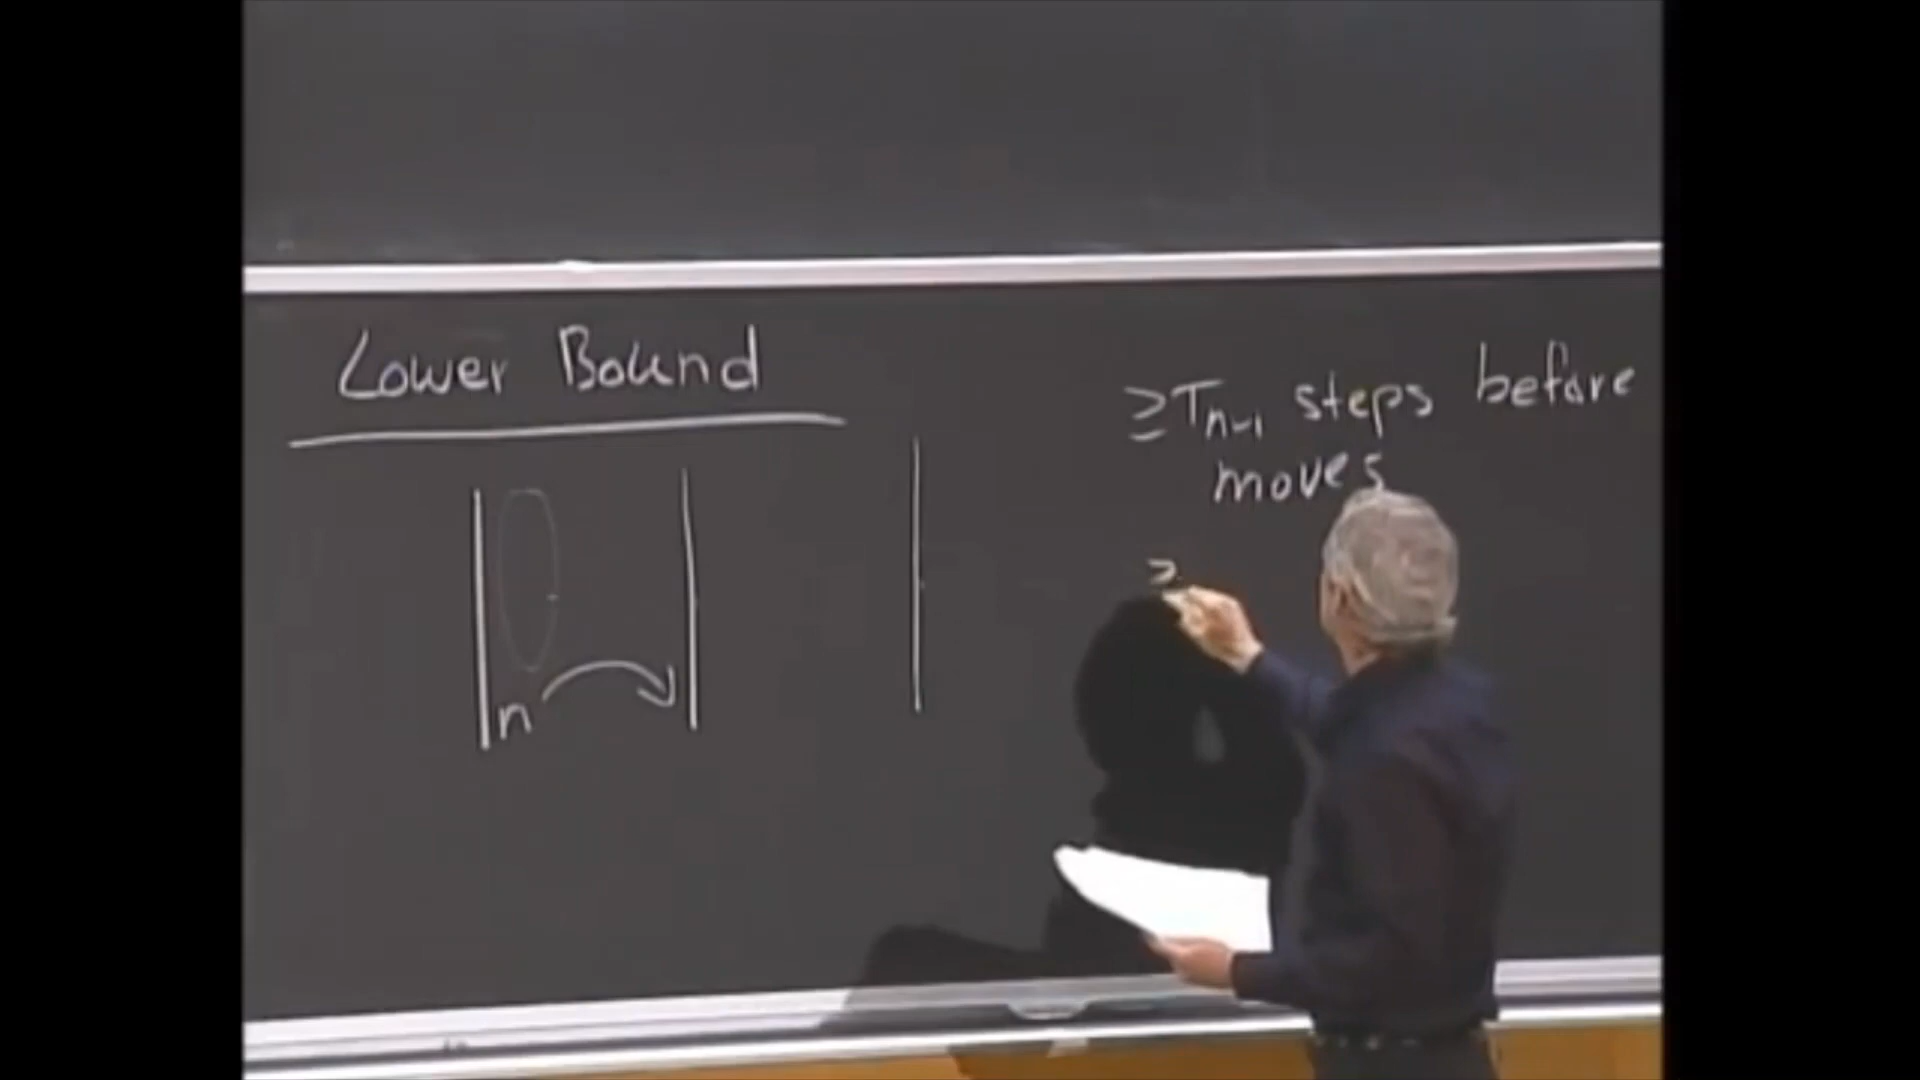 Lower Bound
≥ Tn-1 steps before
moves
n
≥